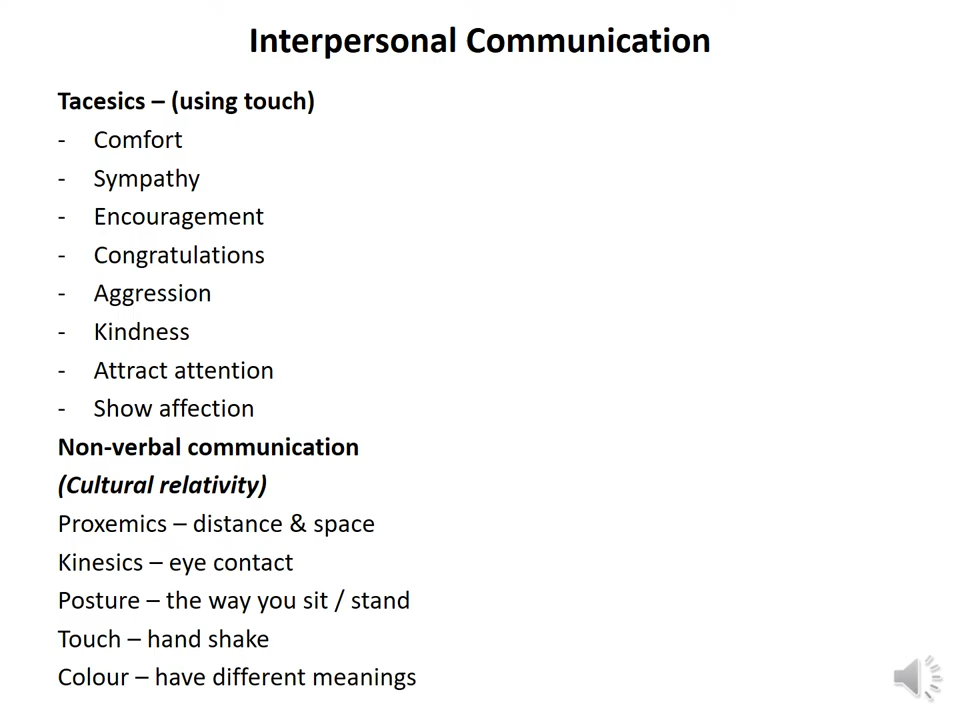 Interpersonal Communication
Tacesics – (using touch)
- Comfort
- Sympathy
- Encouragement
- Congratulations
- Aggression
- Kindness
- Attract attention
- Show affection
Non-verbal communication
(Cultural relativity)
Proxemics – distance & space
Kinesics – eye contact
Posture – the way you sit / stand
Touch – hand shake
Colour – have different meanings